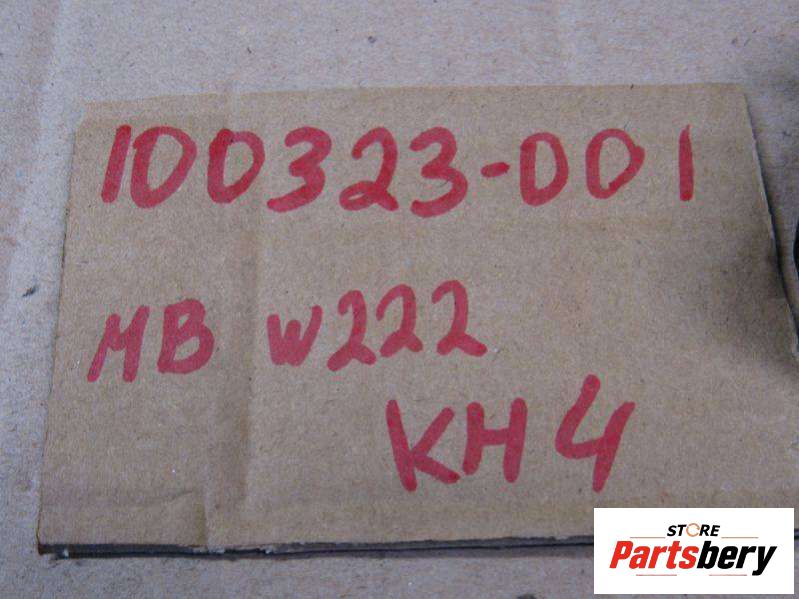 100323-001
MB W222
KH4
STORE
Partsbery